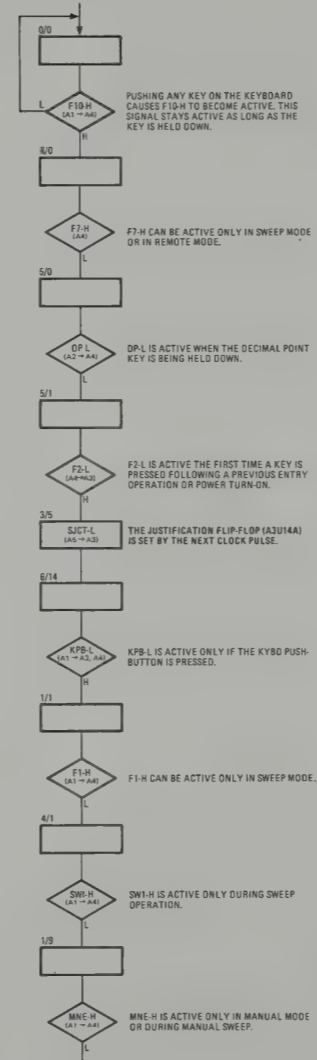 0/0
L
F10-H
(A1 → A4)
H
PUSHING ANY KEY ON THE KEYBOARD
CAUSES F10-H TO BECOME ACTIVE. THIS
SIGNAL STAYS ACTIVE AS LONG AS THE
KEY IS HELD DOWN.
6/0
F7-H
(A4)
L
F7-H CAN BE ACTIVE ONLY IN SWEEP MODE
OR IN REMOTE MODE.
5/0
DP-L
(A2 → A4)
L
DP-L IS ACTIVE WHEN THE DECIMAL POINT
KEY IS BEING HELD DOWN.
5/1
F2-L
H
F2-L IS ACTIVE THE FIRST TIME A KEY IS
PRESSED FOLLOWING A PREVIOUS ENTRY
OPERATION OR POWER TURN-ON.
3/5
SJCT-L
(A5 → A3)
THE JUSTIFICATION FLIP-FLOP (A3U14A)
IS SET BY THE NEXT CLOCK PULSE.
6/14
KPB-L
(A1 → A3, A4)
H
KPB-L IS ACTIVE ONLY IF THE KYBD PUSH-
BUTTON IS PRESSED.
1/1
F1-H
(A1 → A4)
L
F1-H CAN BE ACTIVE ONLY IN SWEEP MODE.
4/1
SW1-H
(A1 → A4)
L
SW1-H IS ACTIVE ONLY DURING SWEEP
OPERATION.
1/9
MNE-H
(A1 → A4)
L
MNE-H IS ACTIVE ONLY IN MANUAL MODE
OR DURING MANUAL SWEEP.